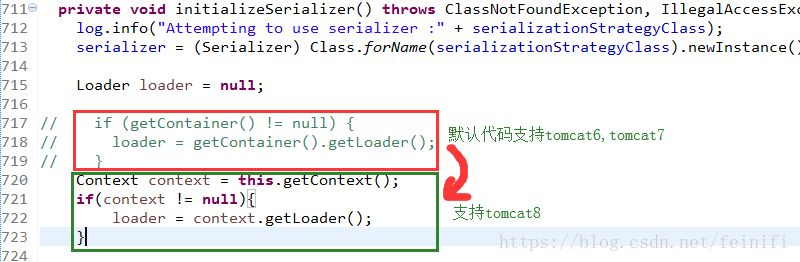 711 private void initializeSerializer() throws ClassNotFoundException, IllegalAccessExc
712 log.info("Attempting to use serializer :" + serializationStrategyClass);
713 serializer = (Serializer) Class.forName(serializationStrategyClass).newInstance()
714
715 Loader loader = null;
716
717 // if (getContainer() != null) {
718 // loader = getContainer().getLoader();
719 // }
默认代码支持tomcat6,tomcat7
720 Context context = this.getContext();
721 if(context != null){
722 loader = context.getLoader();
支持tomcat8
723 }
724
https://blog.csdn.net/feinifi